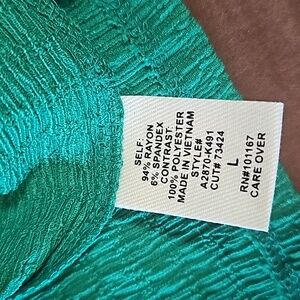 SELF:
94% RAYON
6% SPANDEX
CONTRAST:
100% POLYESTER
MADE IN VIETNAM
STYLE#
A2870-K491
CUT# 73424
L
RN#101167
CARE OVER